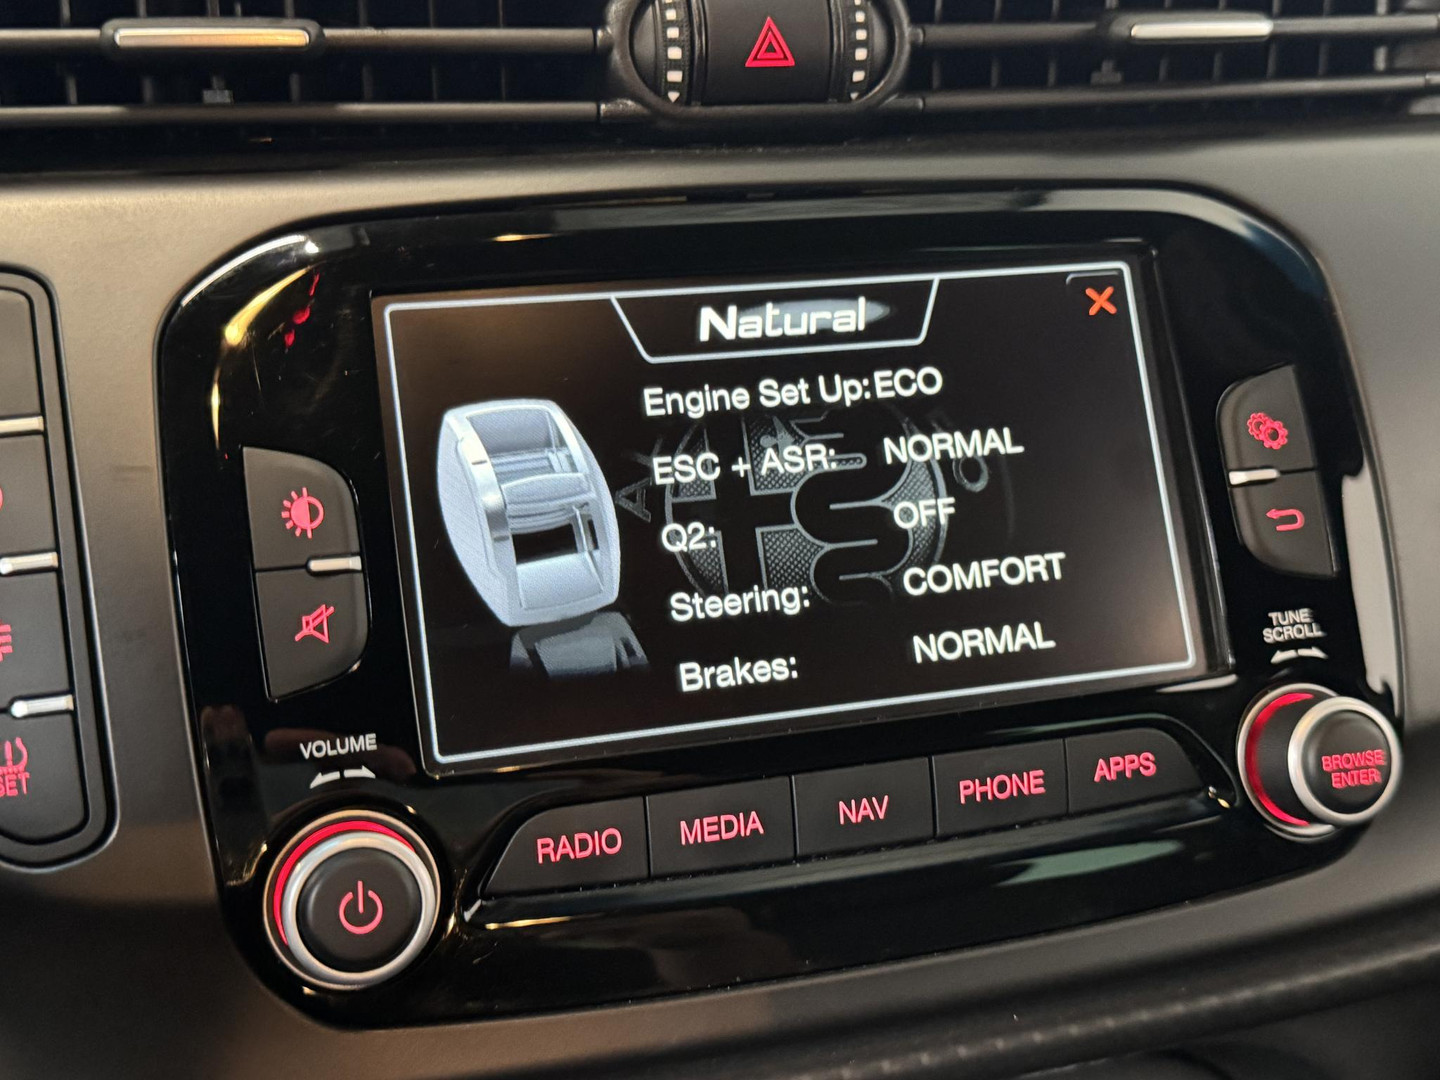 Natural
Engine Set Up: ECO
ESC + ASR: NORMAL
Q2: OFF
Steering: COMFORT
Brakes: NORMAL
VOLUME
TUNE
SCROLL
RADIO
MEDIA
NAV
PHONE
APPS
BROWSE
ENTER
SET